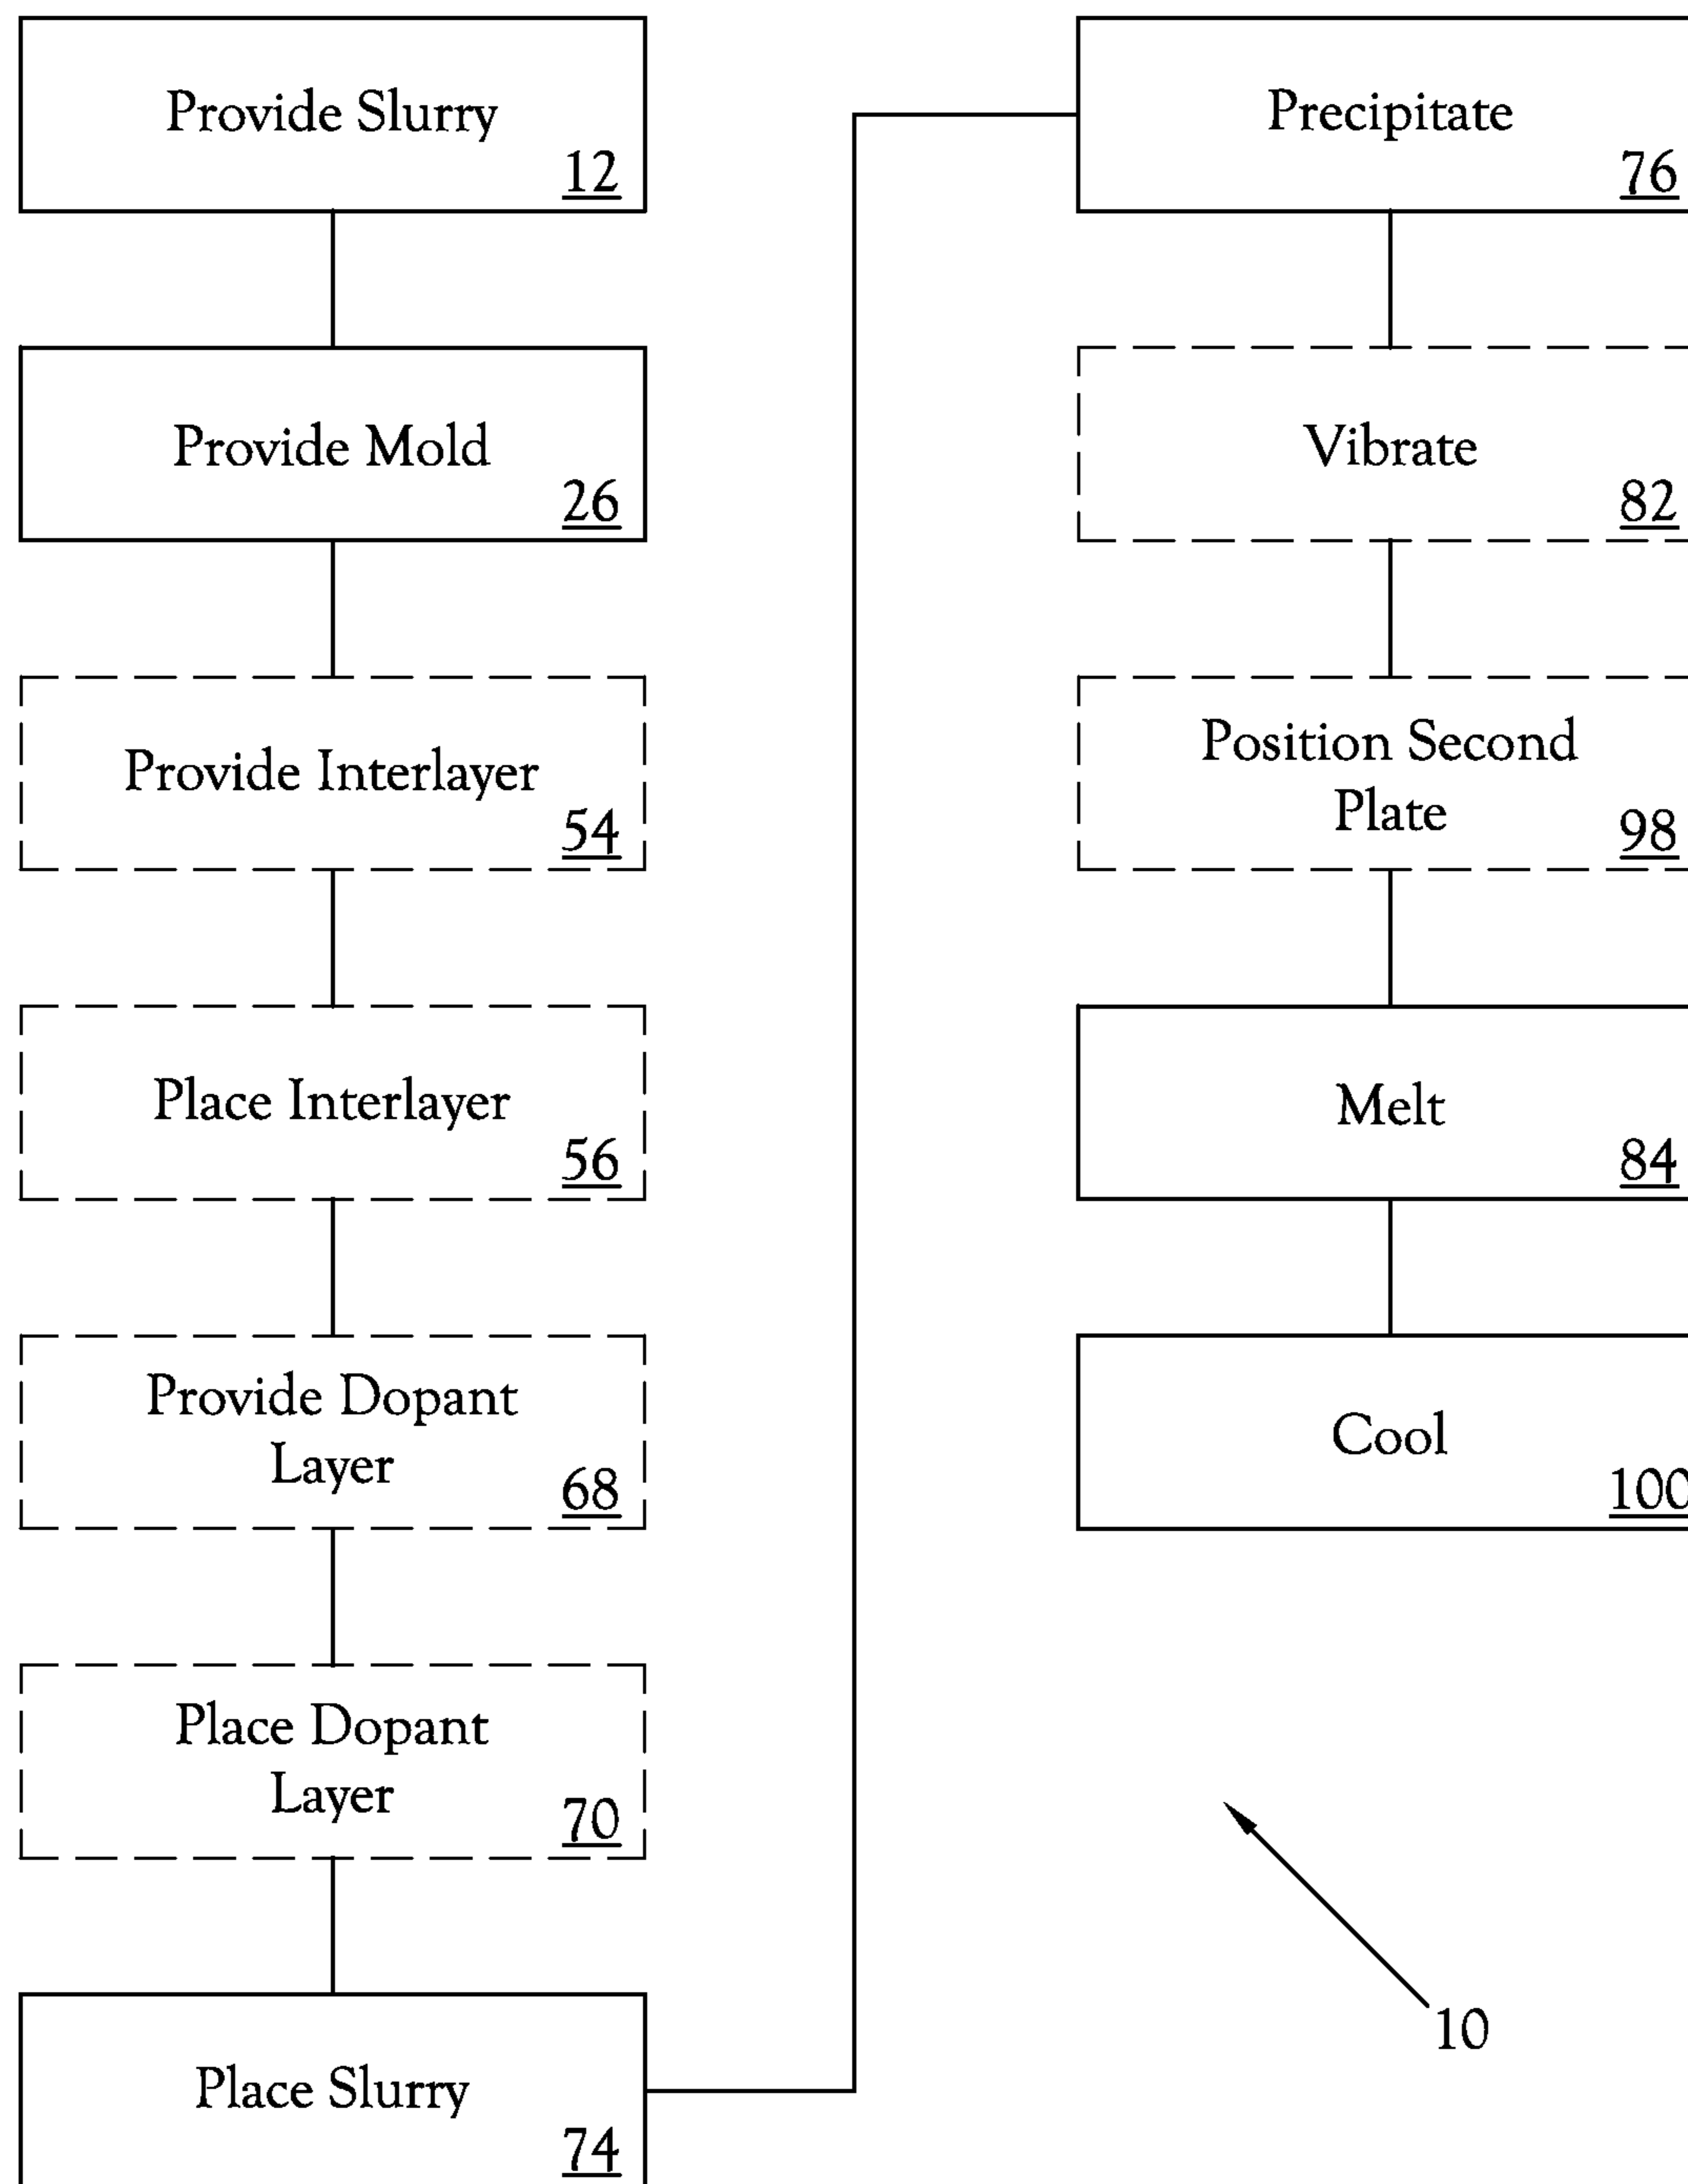 Provide Slurry
12
Provide Mold
26
Provide Interlayer
54
Place Interlayer
56
Provide Dopant
Layer
68
Place Dopant
Layer
70
Place Slurry
74
Precipitate
76
Vibrate
82
Position Second
Plate
98
Melt
84
Cool
100
10